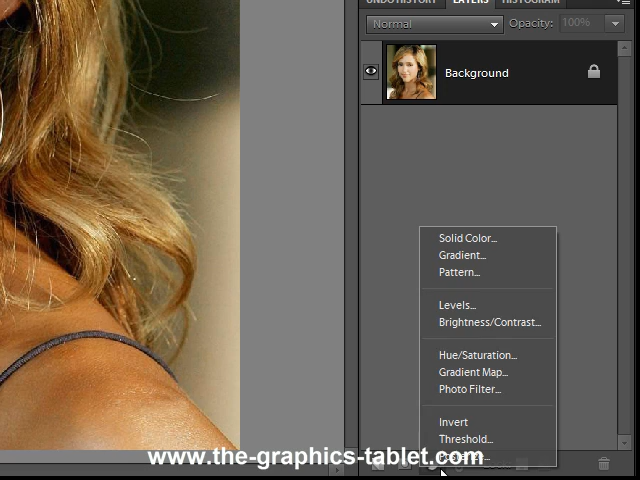 UNDO HISTORY LAYERS HISTOGRAM
Normal Opacity: 100%
Background
Solid Color...
Gradient...
Pattern...
Levels...
Brightness/Contrast...
Hue/Saturation...
Gradient Map...
Photo Filter...
Invert
Threshold...
Posterize...
www.the-graphics-tablet.com